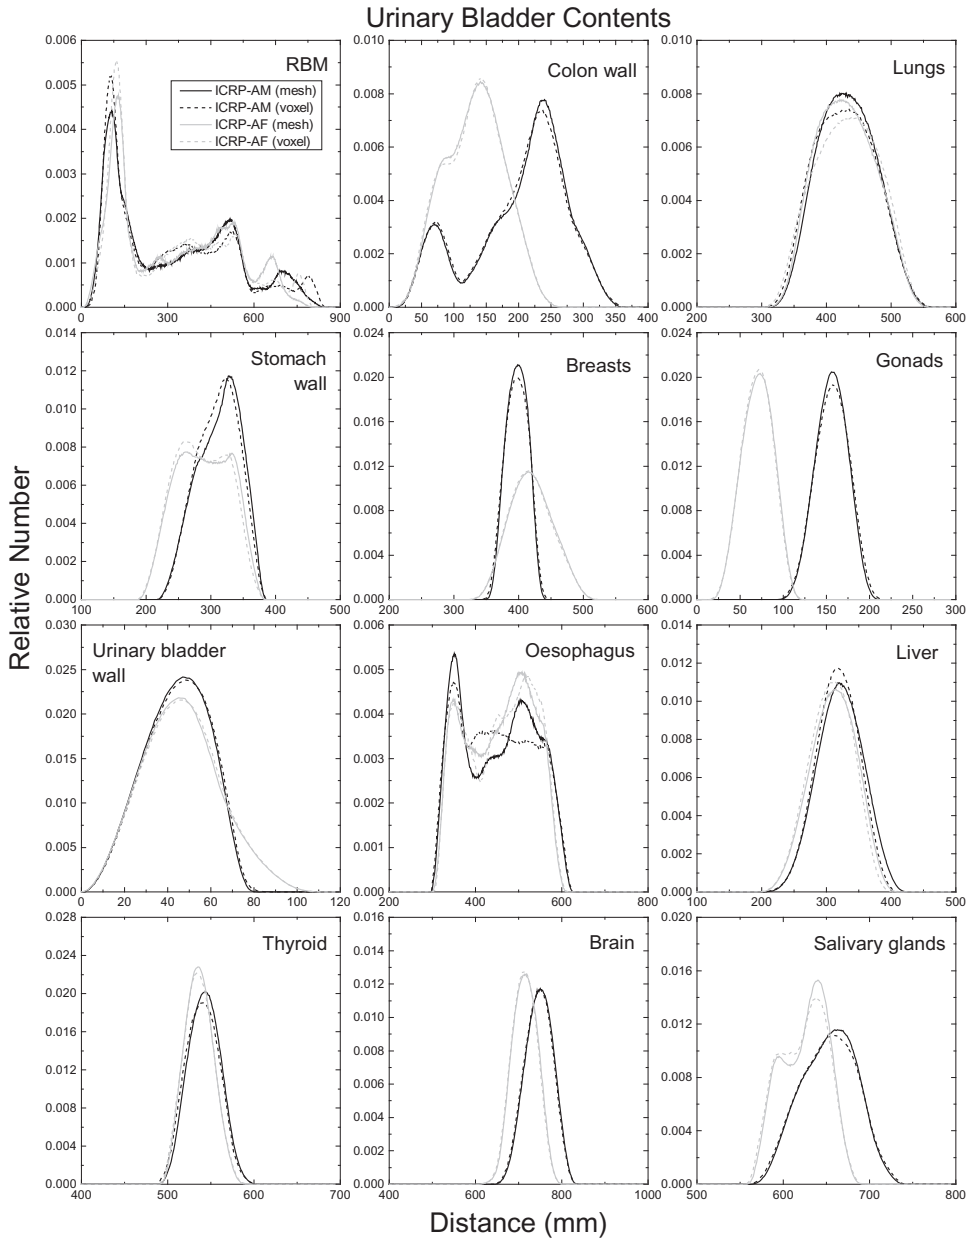 Urinary Bladder Contents
Relative Number
RBM
ICRP-AM (mesh)
ICRP-AM (voxel)
ICRP-AF (mesh)
ICRP-AF (voxel)
0.006
0.005
0.004
0.003
0.002
0.001
0.000
0 300 600 900
Colon wall
0.010
0.008
0.006
0.004
0.002
0.000
0 50 100 150 200 250 300 350 400
Lungs
0.010
0.008
0.006
0.004
0.002
0.000
200 300 400 500 600
Stomach
wall
0.014
0.012
0.010
0.008
0.006
0.004
0.002
0.000
100 200 300 400 500
Breasts
0.024
0.020
0.016
0.012
0.008
0.004
0.000
200 300 400 500 600
Gonads
0.024
0.020
0.016
0.012
0.008
0.004
0.000
0 50 100 150 200 250 300
Urinary bladder
wall
0.030
0.025
0.020
0.015
0.010
0.005
0.000
0 20 40 60 80 100 120
Oesophagus
0.006
0.005
0.004
0.003
0.002
0.001
0.000
200 400 600 800
Liver
0.014
0.012
0.010
0.008
0.006
0.004
0.002
0.000
100 200 300 400 500
Thyroid
0.028
0.024
0.020
0.016
0.012
0.008
0.004
0.000
400 500 600 700
Brain
0.016
0.014
0.012
0.010
0.008
0.006
0.004
0.002
0.000
400 600 800 1000
Salivary glands
0.020
0.016
0.012
0.008
0.004
0.000
500 600 700 800
Distance (mm)